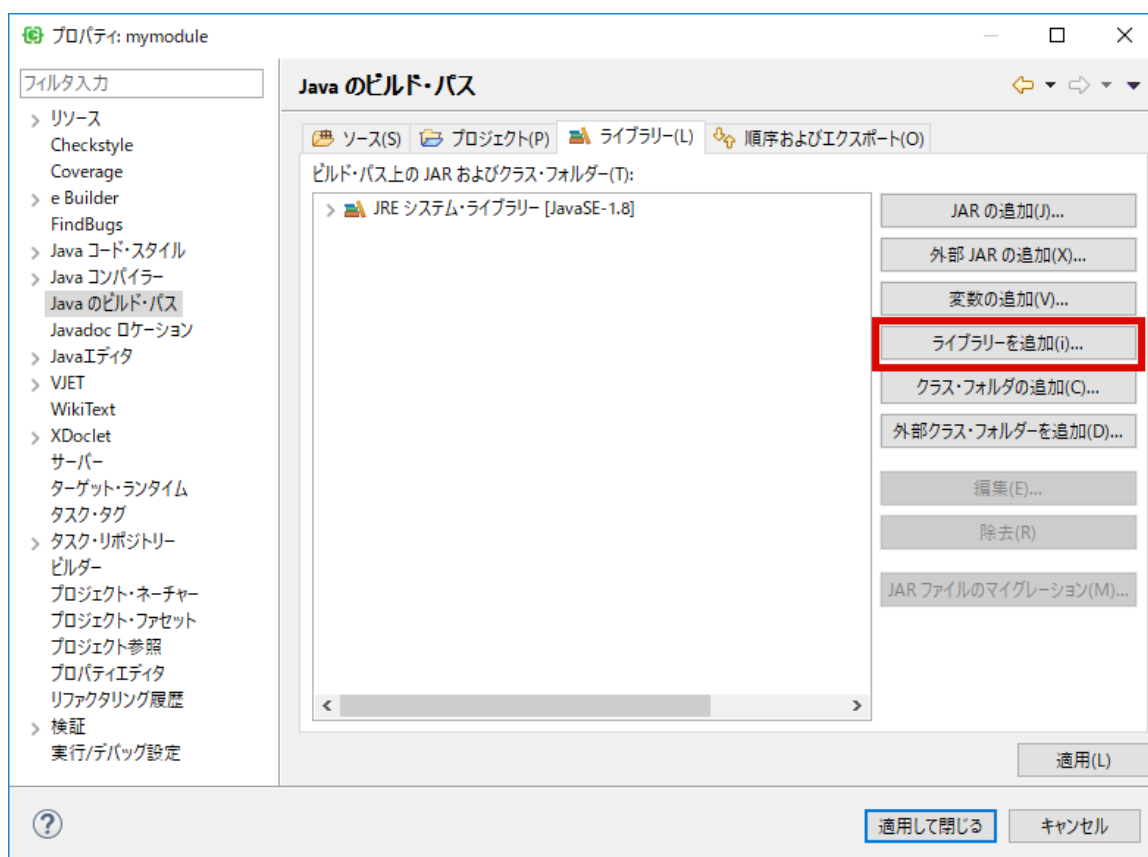 プロパティ: mymodule
フィルタ入力
リソース
Checkstyle
Coverage
e Builder
FindBugs
Java コード・スタイル
Java コンパイラー
Java のビルド・パス
Javadoc ロケーション
Javaエディタ
VJET
WikiText
XDoclet
サーバー
ターゲット・ランタイム
タスク・タグ
タスク・リポジトリー
ビルダー
プロジェクト・ネーチャー
プロジェクト・ファセット
プロジェクト参照
プロパティエディタ
リファクタリング履歴
検証
実行/デバッグ設定
Java のビルド・パス
ソース(S) プロジェクト(P) ライブラリー(L) 順序およびエクスポート(O)
ビルド・パス上の JAR およびクラス・フォルダー(T):
JRE システム・ライブラリー [JavaSE-1.8]
JAR の追加(J)...
外部 JAR の追加(X)...
変数の追加(V)...
ライブラリーを追加(i)...
クラス・フォルダの追加(C)...
外部クラス・フォルダーを追加(D)...
編集(E)...
除去(R)
JAR ファイルのマイグレーション(M)...
適用(L)
適用して閉じる キャンセル